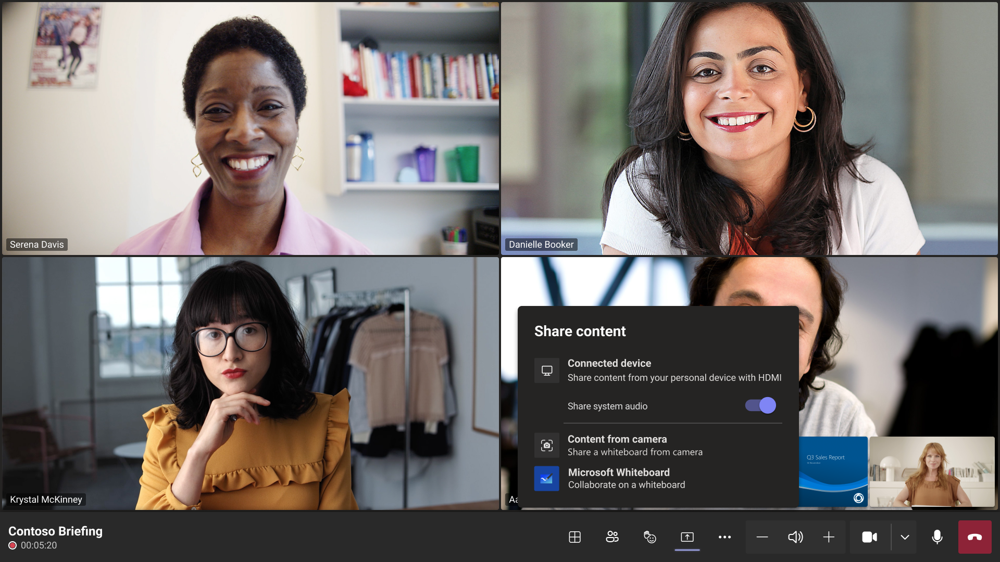 Serena Davis
Danielle Booker
Krystal McKinney
Share content
Connected device
Share content from your personal device with HDMI
Share system audio
Content from camera
Share a whiteboard from camera
Microsoft Whiteboard
Collaborate on a whiteboard
Q3 Sales Report
Contoso Briefing
00:05:20